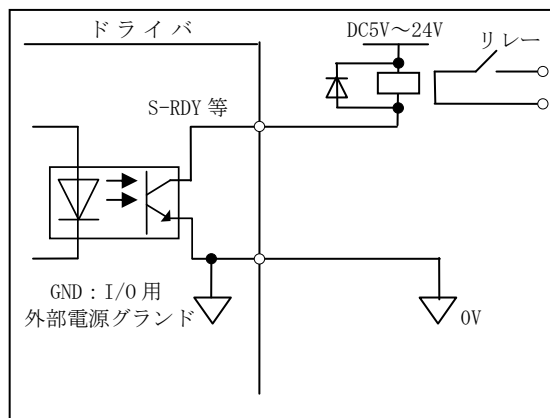 ドライバ
DC5V～24V
リレー
S-RDY 等
GND：I/O 用
外部電源グランド
0V